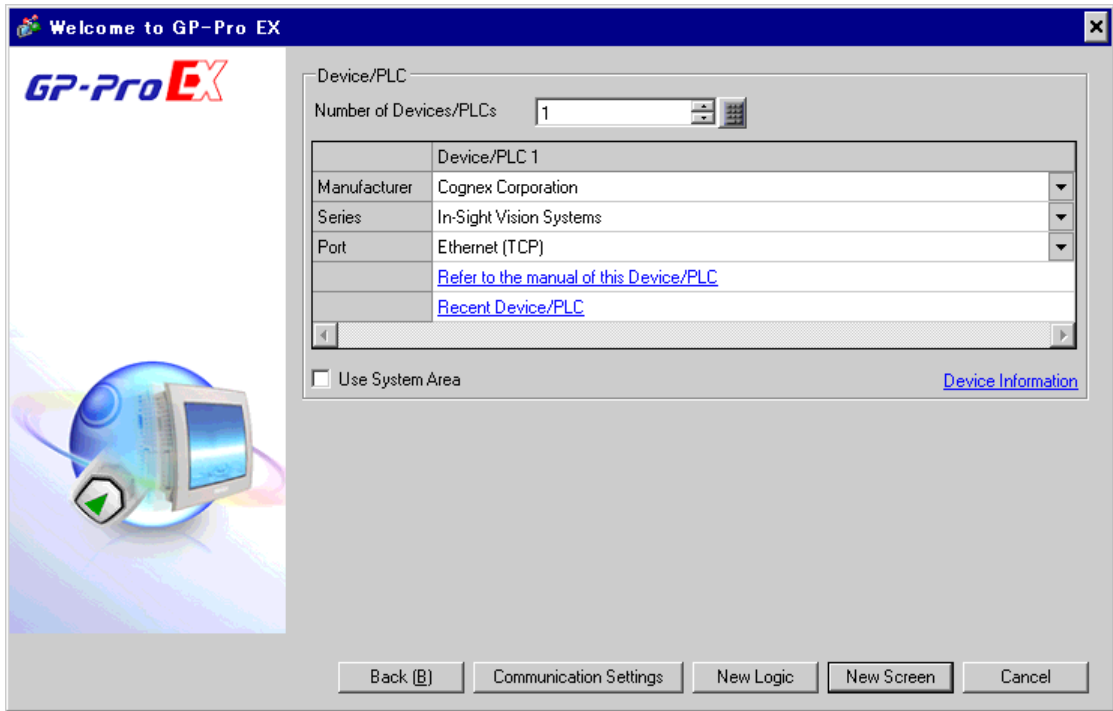 Welcome to GP-Pro EX
GP-Pro EX
Device/PLC
Number of Devices/PLCs 1
Device/PLC 1
Manufacturer Cognex Corporation
Series In-Sight Vision Systems
Port Ethernet (TCP)
Refer to the manual of this Device/PLC
Recent Device/PLC
Use System Area Device Information
Back (B) Communication Settings New Logic New Screen Cancel